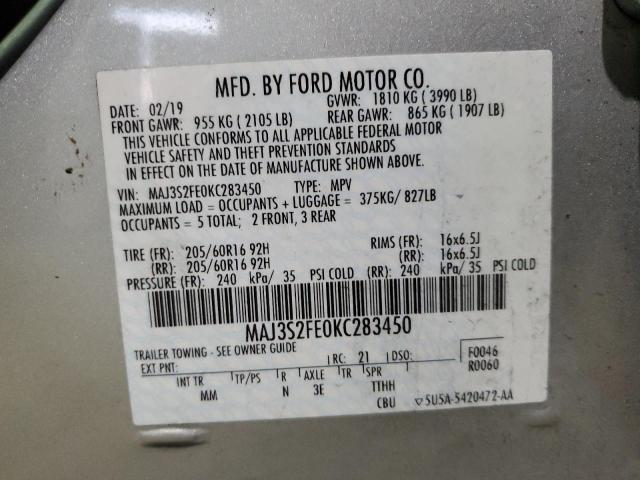 MFD. BY FORD MOTOR CO.
DATE: 02/19 GVWR: 1810 KG ( 3990 LB)
FRONT GAWR: 955 KG ( 2105 LB) REAR GAWR: 865 KG ( 1907 LB)
THIS VEHICLE CONFORMS TO ALL APPLICABLE FEDERAL MOTOR
VEHICLE SAFETY AND THEFT PREVENTION STANDARDS
IN EFFECT ON THE DATE OF MANUFACTURE SHOWN ABOVE.
VIN: MAJ3S2FE0KC283450 TYPE: MPV
MAXIMUM LOAD = OCCUPANTS + LUGGAGE = 375KG/ 827LB
OCCUPANTS = 5 TOTAL; 2 FRONT, 3 REAR
TIRE (FR): 205/60R16 92H RIMS (FR): 16x6.5J
(RR): 205/60R16 92H (RR): 16x6.5J
PRESSURE (FR): 240 kPa/ 35 PSI COLD (RR): 240 kPa/ 35 PSI COLD
MAJ3S2FE0KC283450
TRAILER TOWING - SEE OWNER GUIDE
EXT PNT: RC: 21 DSO: F0046
R0060
INT TR TP/PS R AXLE TR SPR
MM N 3E TTHH
CBU ▽SU5A-5420472-AA